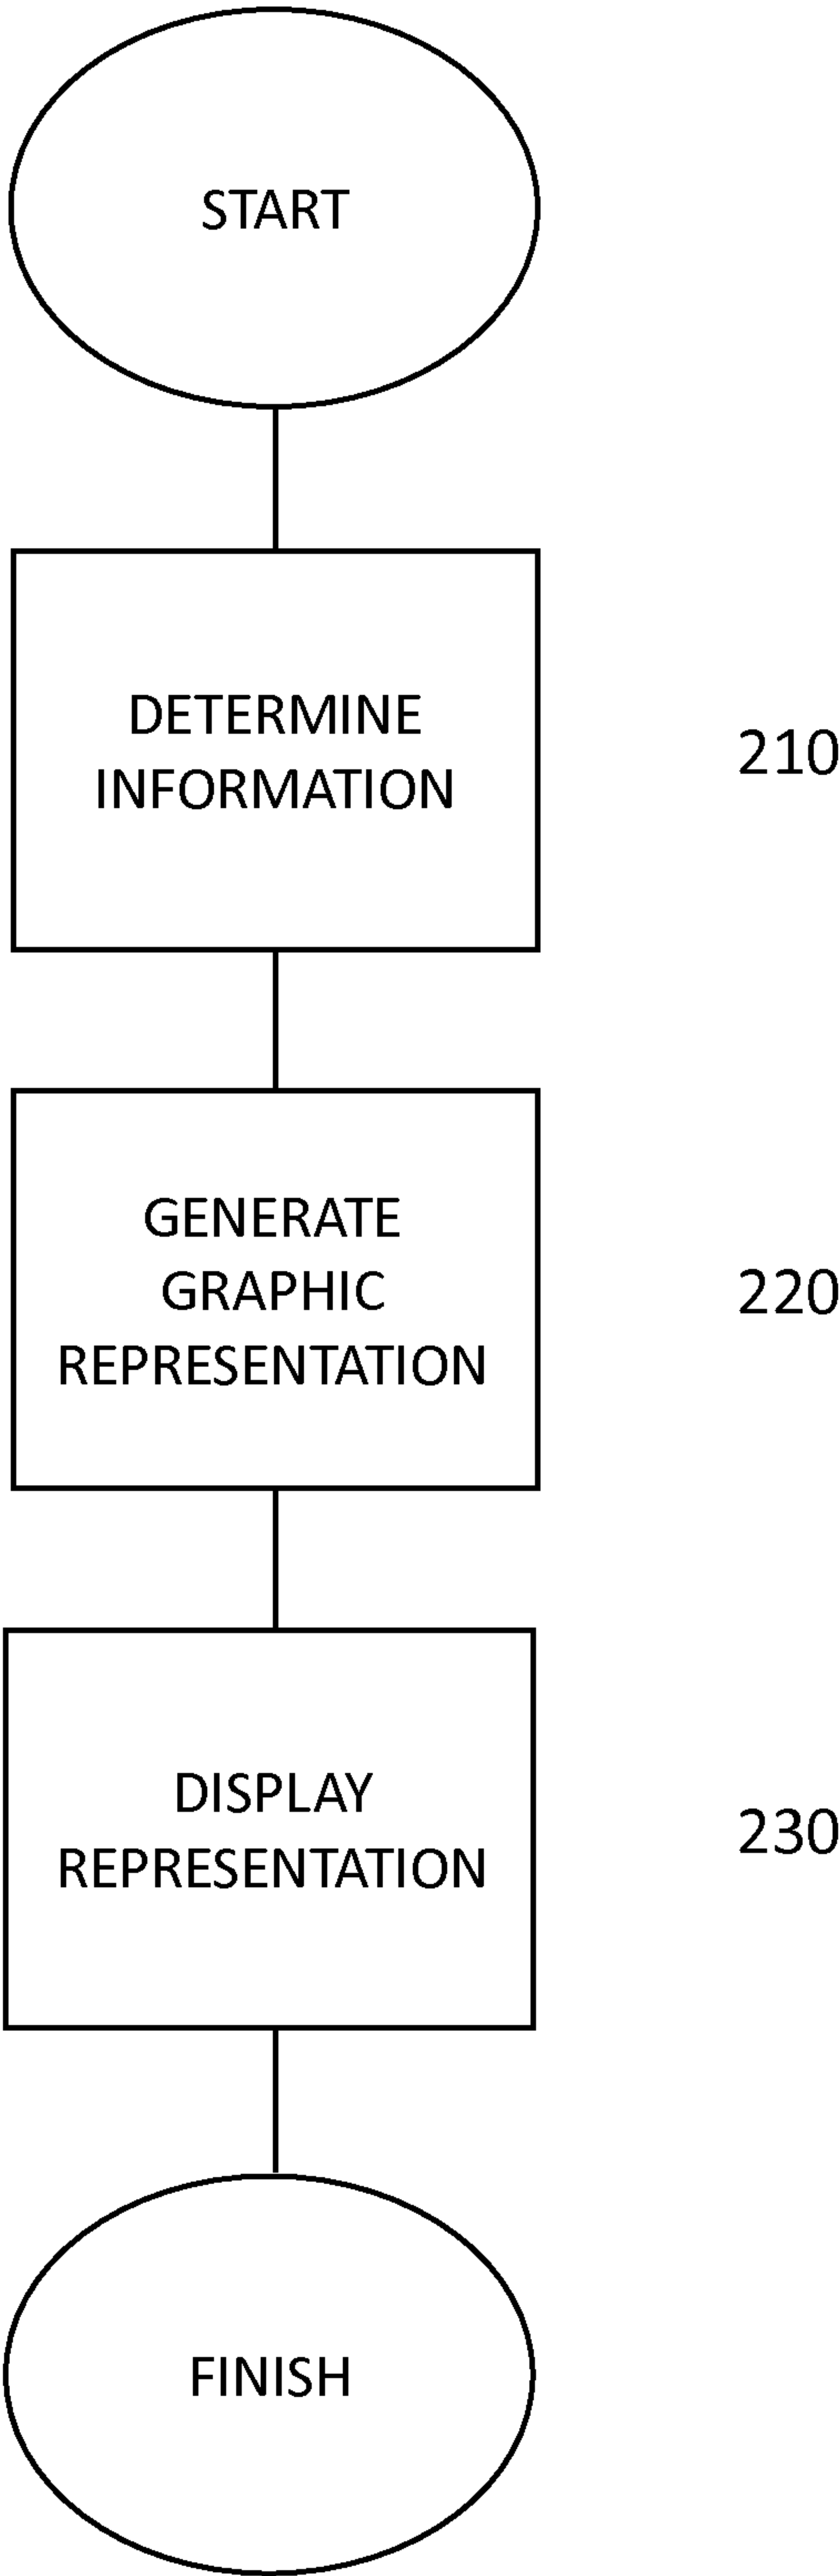 START
DETERMINE
INFORMATION
210
GENERATE
GRAPHIC
REPRESENTATION
220
DISPLAY
REPRESENTATION
230
FINISH